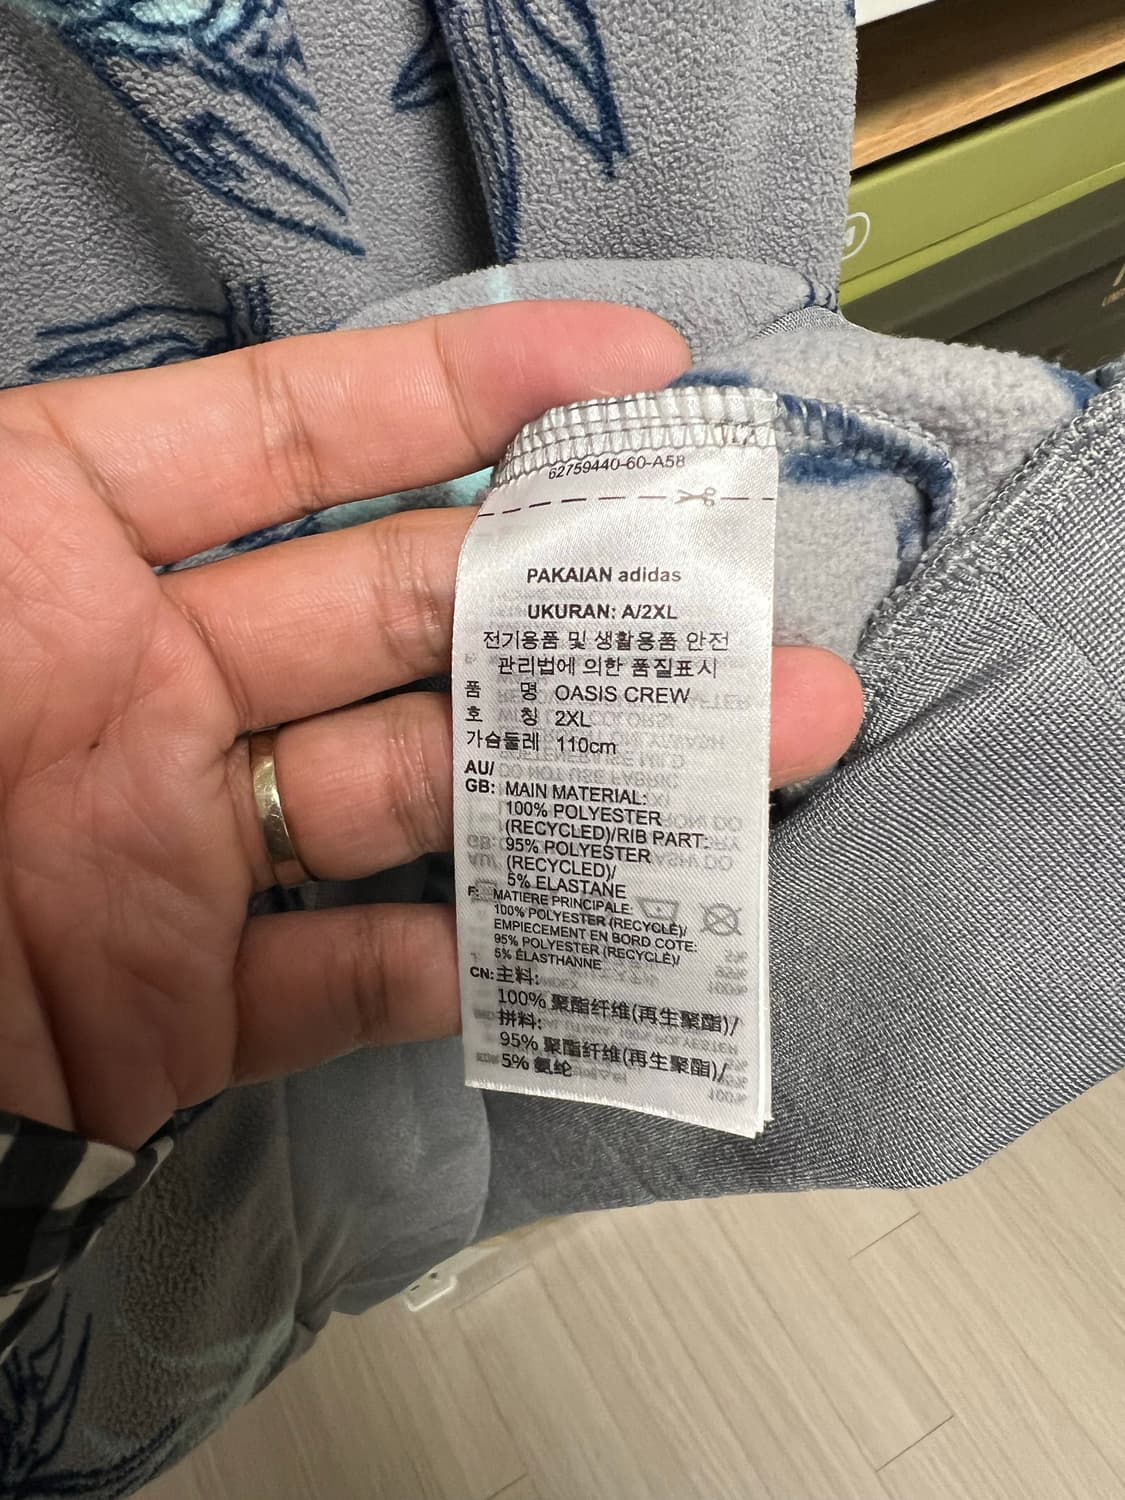 62759440-60-A58
PAKAIAN adidas
UKURAN: A/2XL
전기용품 및 생활용품 안전
관리법에 의한 품질표시
품 명 OASIS CREW
호 칭 2XL
가슴둘레 110cm
AU/
GB: MAIN MATERIAL:
100% POLYESTER
(RECYCLED)/RIB PART:
95% POLYESTER
(RECYCLED)/
5% ELASTANE
F: MATIERE PRINCIPALE:
100% POLYESTER (RECYCLÉ)/
EMPIECEMENT EN BORD COTE:
95% POLYESTER (RECYCLÉ)/
5% ÉLASTHANNE
CN: 主料:
100% 聚酯纤维(再生聚酯)/
拼料:
95% 聚酯纤维(再生聚酯)/
5% 氨纶